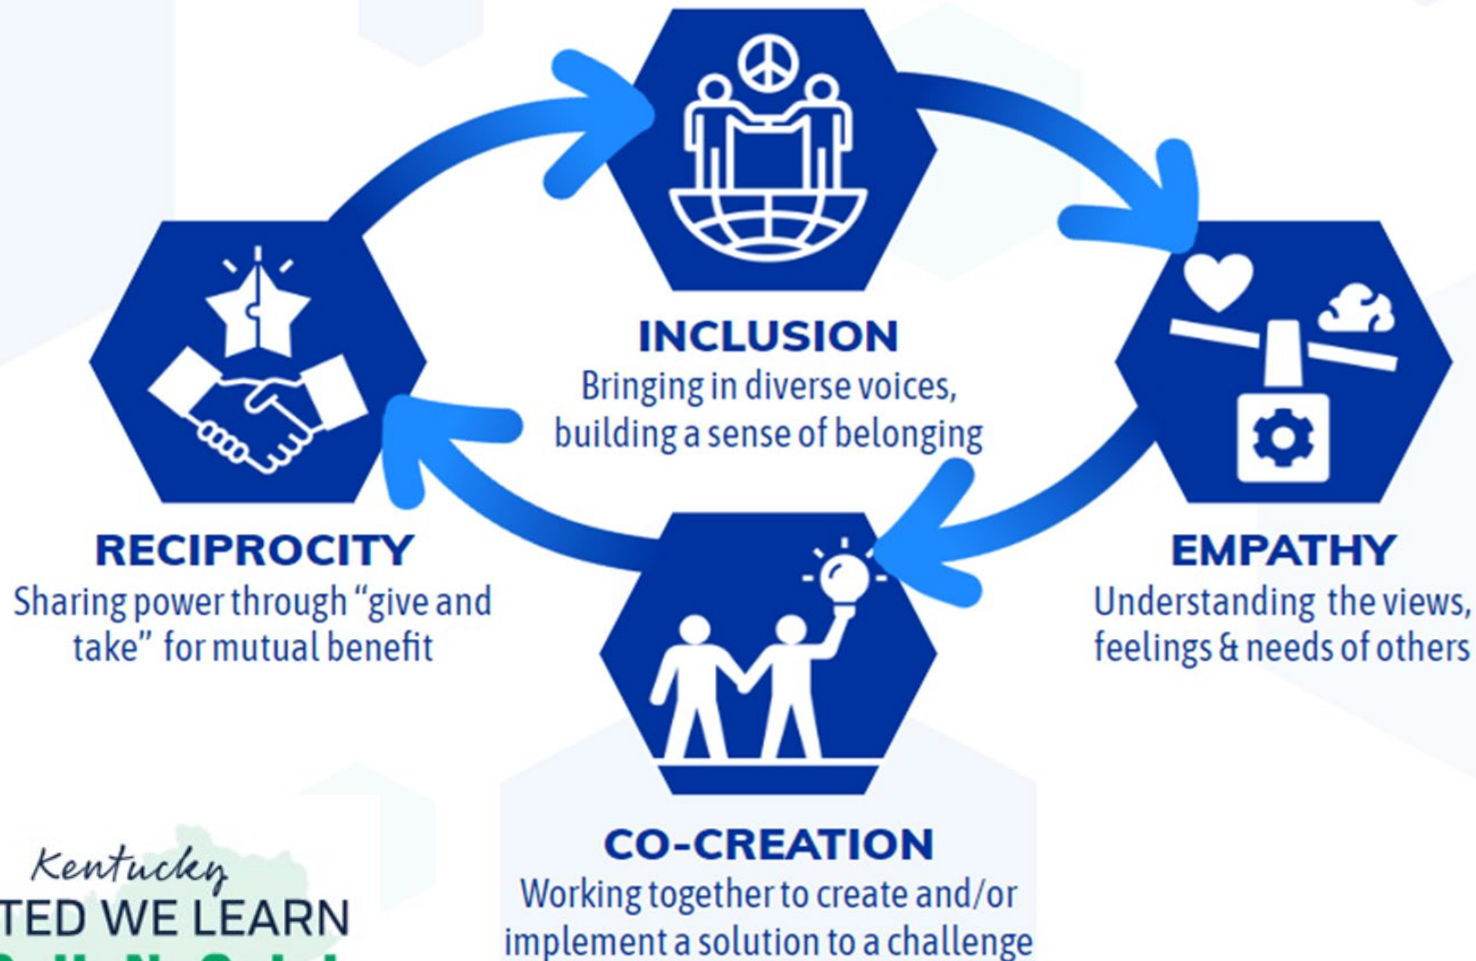 INCLUSION
Bringing in diverse voices,
building a sense of belonging
RECIPROCITY
Sharing power through “give and
take” for mutual benefit
EMPATHY
Understanding the views,
feelings & needs of others
CO-CREATION
Working together to create and/or
implement a solution to a challenge
Kentucky
TED WE LEARN